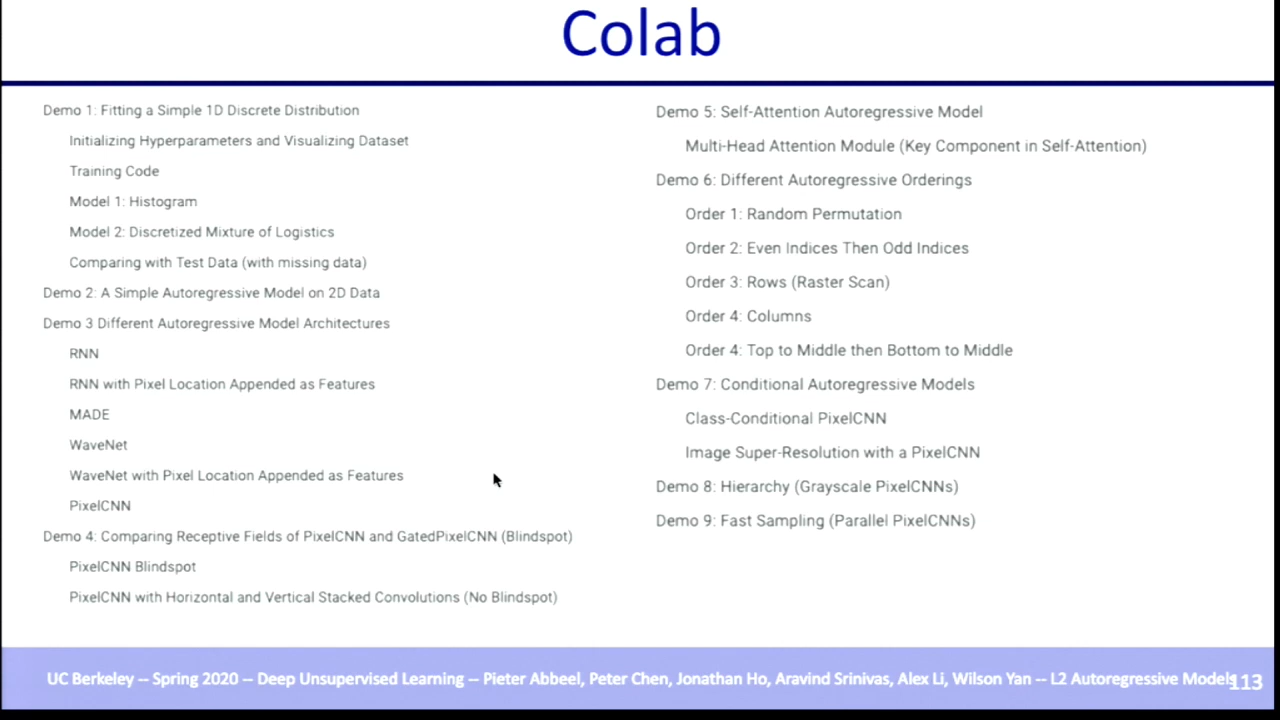 Colab
Demo 1: Fitting a Simple 1D Discrete Distribution
Initializing Hyperparameters and Visualizing Dataset
Training Code
Model 1: Histogram
Model 2: Discretized Mixture of Logistics
Comparing with Test Data (with missing data)
Demo 2: A Simple Autoregressive Model on 2D Data
Demo 3 Different Autoregressive Model Architectures
RNN
RNN with Pixel Location Appended as Features
MADE
WaveNet
WaveNet with Pixel Location Appended as Features
PixelCNN
Demo 4: Comparing Receptive Fields of PixelCNN and GatedPixelCNN (Blindspot)
PixelCNN Blindspot
PixelCNN with Horizontal and Vertical Stacked Convolutions (No Blindspot)
Demo 5: Self-Attention Autoregressive Model
Multi-Head Attention Module (Key Component in Self-Attention)
Demo 6: Different Autoregressive Orderings
Order 1: Random Permutation
Order 2: Even Indices Then Odd Indices
Order 3: Rows (Raster Scan)
Order 4: Columns
Order 4: Top to Middle then Bottom to Middle
Demo 7: Conditional Autoregressive Models
Class-Conditional PixelCNN
Image Super-Resolution with a PixelCNN
Demo 8: Hierarchy (Grayscale PixelCNNs)
Demo 9: Fast Sampling (Parallel PixelCNNs)
UC Berkeley -- Spring 2020 -- Deep Unsupervised Learning -- Pieter Abbeel, Peter Chen, Jonathan Ho, Aravind Srinivas, Alex Li, Wilson Yan -- L2 Autoregressive Models
113